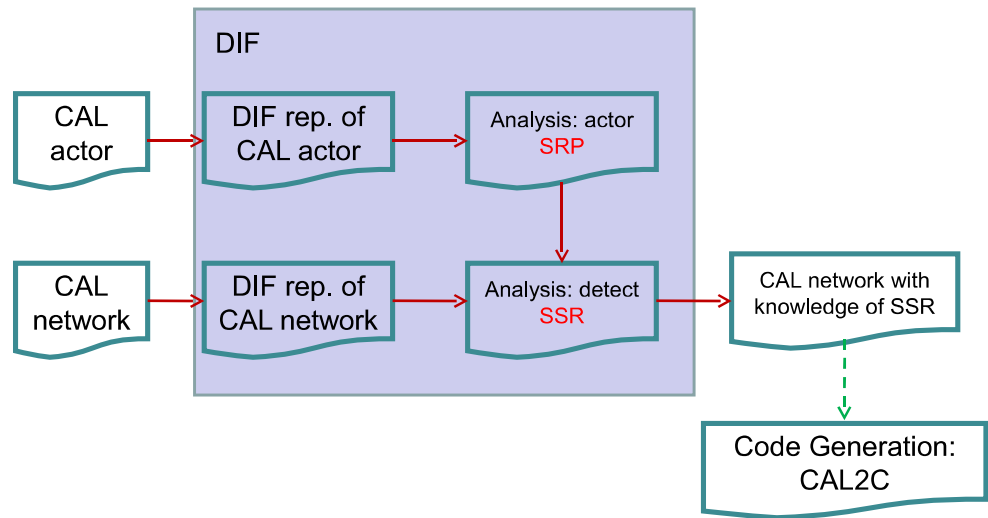 DIF
CAL
actor
DIF rep. of
CAL actor
Analysis: actor
SRP
CAL
network
DIF rep. of
CAL network
Analysis: detect
SSR
CAL network with
knowledge of SSR
Code Generation:
CAL2C